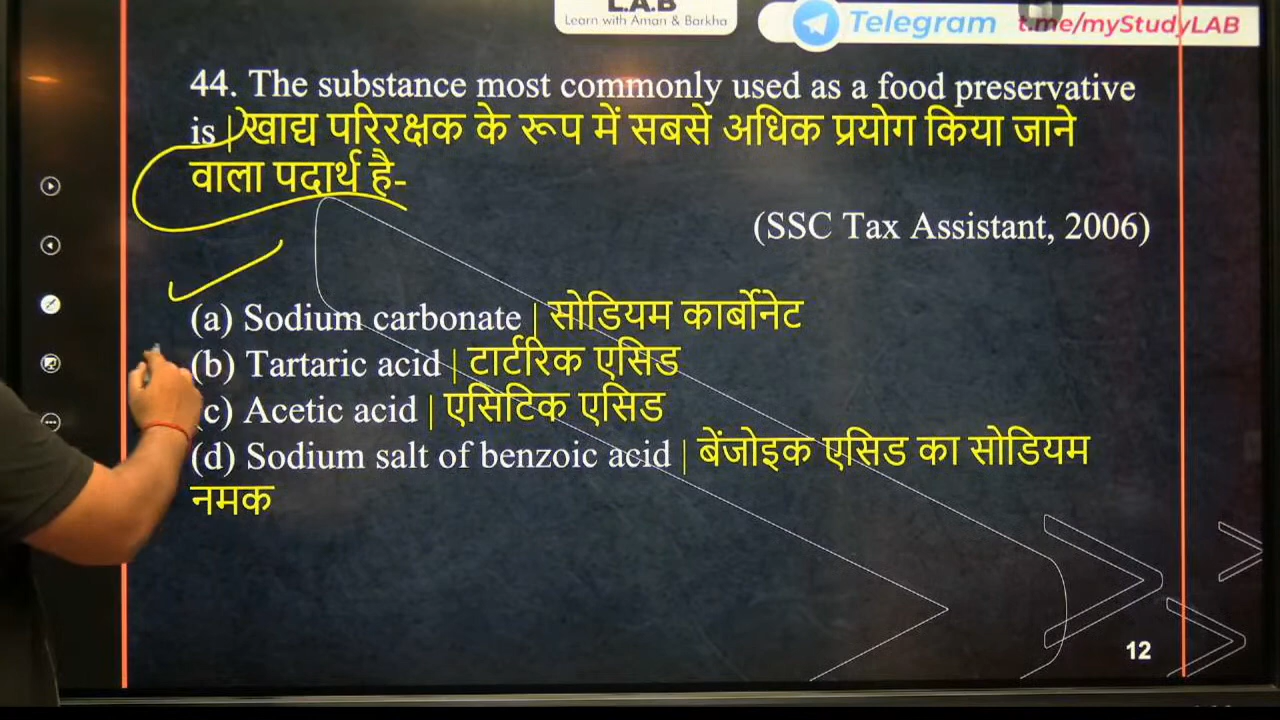 L.A.B
Learn with Aman & Barkha
Telegram t.me/myStudyLAB
44. The substance most commonly used as a food preservative
is | खाद्य परिरक्षक के रूप में सबसे अधिक प्रयोग किया जाने
वाला पदार्थ है-
(SSC Tax Assistant, 2006)
(a) Sodium carbonate | सोडियम कार्बोनेट
(b) Tartaric acid | टार्टरिक एसिड
c) Acetic acid | एसिटिक एसिड
(d) Sodium salt of benzoic acid | बेंजोइक एसिड का सोडियम
नमक
12